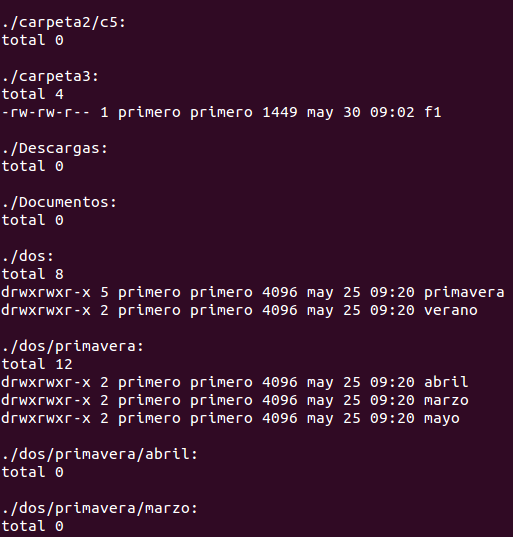 ./carpeta2/c5:
total 0
./carpeta3:
total 4
-rw-rw-r-- 1 primero primero 1449 may 30 09:02 f1
./Descargas:
total 0
./Documentos:
total 0
./dos:
total 8
drwxrwxr-x 5 primero primero 4096 may 25 09:20 primavera
drwxrwxr-x 2 primero primero 4096 may 25 09:20 verano
./dos/primavera:
total 12
drwxrwxr-x 2 primero primero 4096 may 25 09:20 abril
drwxrwxr-x 2 primero primero 4096 may 25 09:20 marzo
drwxrwxr-x 2 primero primero 4096 may 25 09:20 mayo
./dos/primavera/abril:
total 0
./dos/primavera/marzo:
total 0